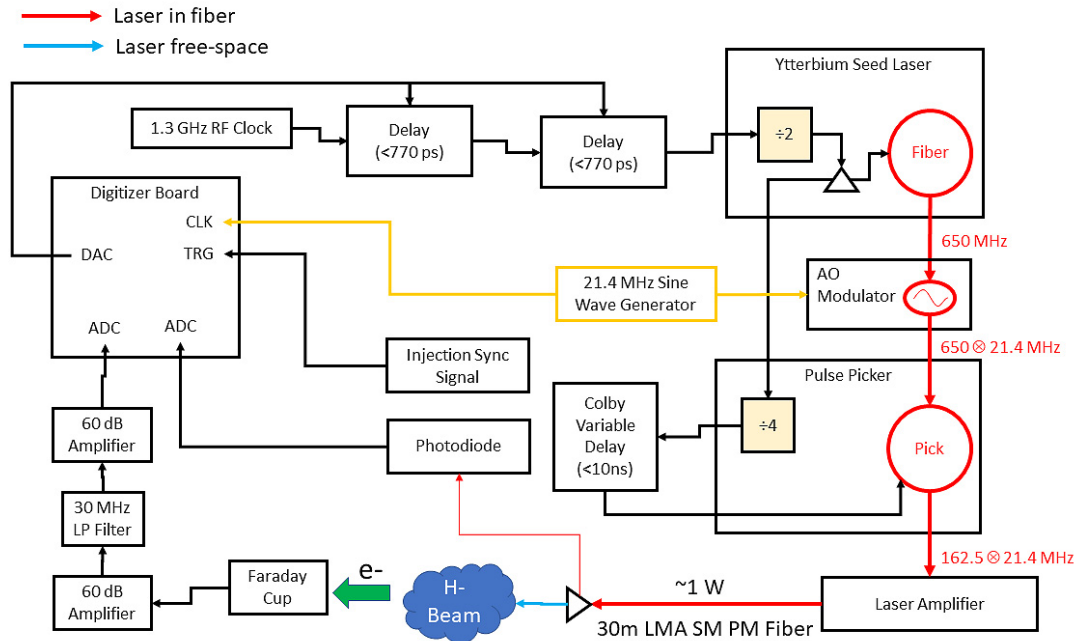 Laser in fiber
Laser free-space
Ytterbium Seed Laser
1.3 GHz RF Clock
Delay
(<770 ps)
Delay
(<770 ps)
÷2
Fiber
Digitizer Board
CLK
DAC
TRG
ADC
ADC
650 MHz
21.4 MHz Sine
Wave Generator
AO
Modulator
650 ⊗ 21.4 MHz
Injection Sync
Signal
Pulse Picker
Colby
Variable
Delay
(<10ns)
÷4
Pick
60 dB
Amplifier
Photodiode
30 MHz
LP Filter
162.5 ⊗ 21.4 MHz
60 dB
Amplifier
Faraday
Cup
e-
H-
Beam
~1 W
30m LMA SM PM Fiber
Laser Amplifier